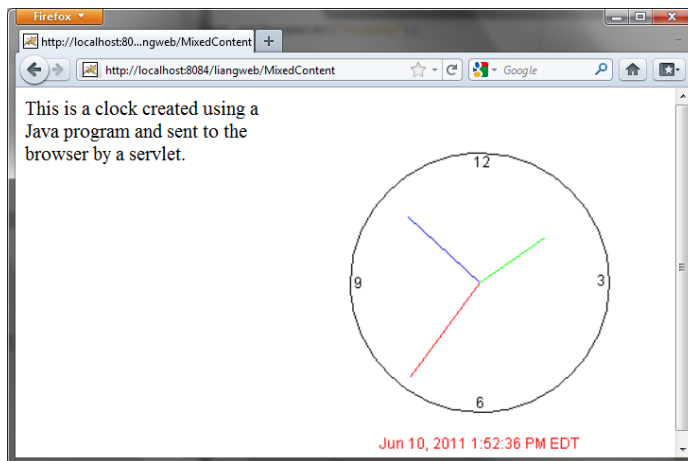 Firefox
http://localhost:80...ngweb/MixedContent
http://localhost:8084/liangweb/MixedContent
Google
This is a clock created using a
Java program and sent to the
browser by a servlet.
12
9
3
6
Jun 10, 2011 1:52:36 PM EDT